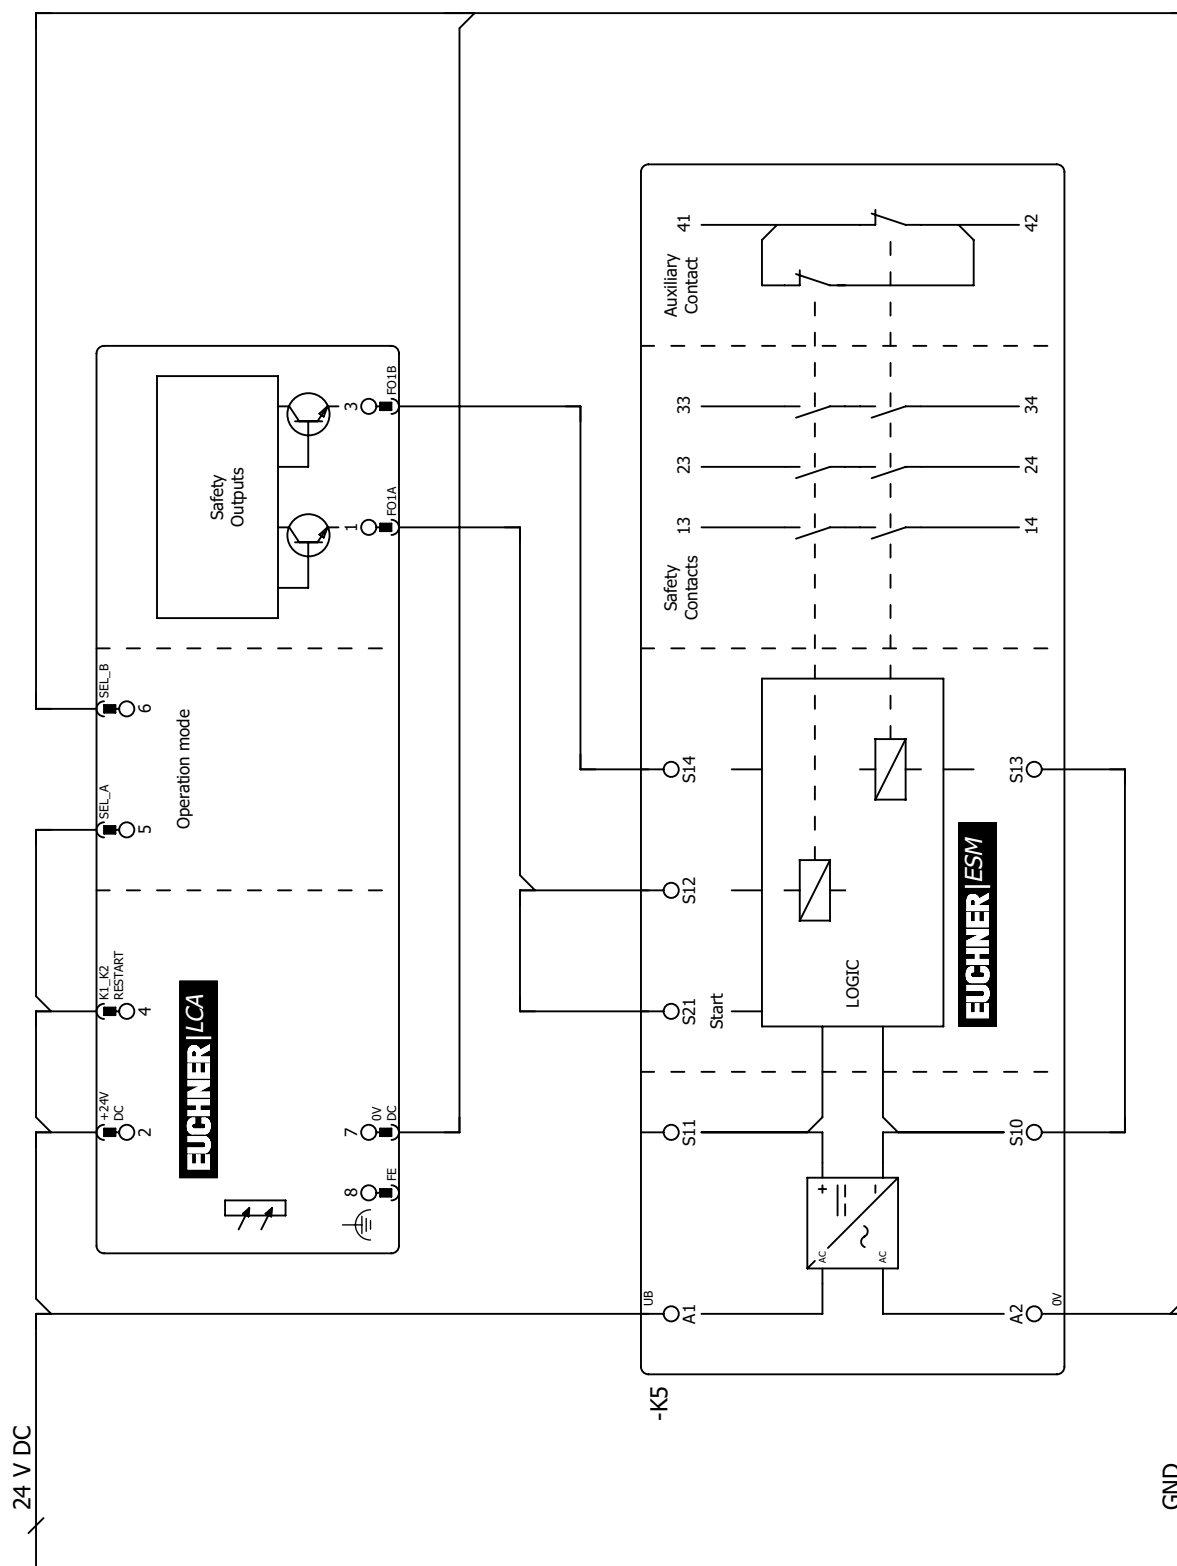 24 V DC
GND
+24V
DC
2
K1_K2
RESTART
4
SEL_A
5
SEL_B
6
Operation mode
Safety
Outputs
EUCHNER|LCA
8
FE
7
0V
DC
1
FO1A
3
FO1B
-K5
UB
A1
S11
S21
Start
S12
S14
Safety
Contacts
13
23
33
Auxiliary
Contact
41
AC
AC
+
-
LOGIC
EUCHNER|ESM
A2
0V
S10
S13
14
24
34
42